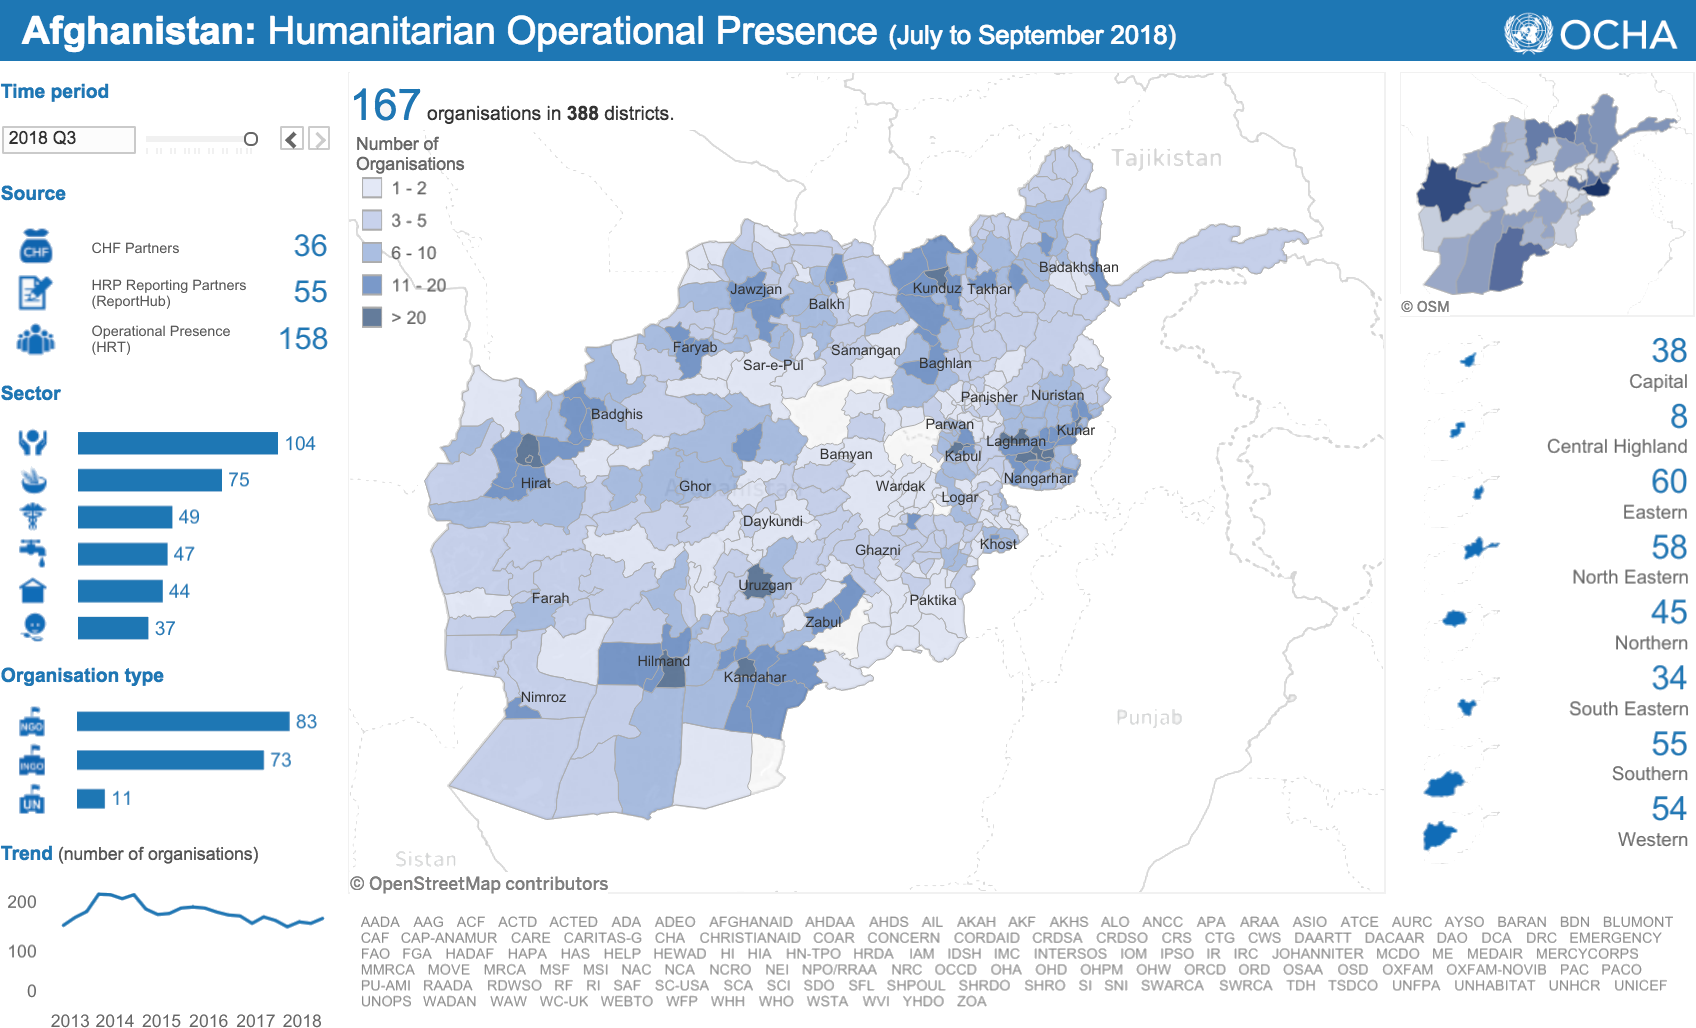 Afghanistan: Humanitarian Operational Presence (July to September 2018)
OCHA
Time period
2018 Q3
Source
CHF
CHF Partners
36
HRP Reporting Partners
(ReportHub)
55
Operational Presence
(HRT)
158
Sector
104
75
49
47
44
37
Organisation type
NGO
83
INGO
73
UN
11
Trend (number of organisations)
200
100
0
2013 2014 2015 2016 2017 2018
167 organisations in 388 districts.
Number of
Organisations
1 - 2
3 - 5
6 - 10
11 - 20
> 20
Tajikistan
Badakhshan
Kunduz
Takhar
Jawzjan
Balkh
Faryab
Samangan
Sar-e-Pul
Baghlan
Panjsher
Nuristan
Badghis
Parwan
Kunar
Laghman
Bamyan
Kabul
Hirat
Nangarhar
Ghor
Afghanistan
Wardak
Logar
Daykundi
Khost
Ghazni
Uruzgan
Farah
Paktika
Zabul
Hilmand
Kandahar
Nimroz
Punjab
Sistan
© OpenStreetMap contributors
© OSM
38
Capital
8
Central Highland
60
Eastern
58
North Eastern
45
Northern
34
South Eastern
55
Southern
54
Western
AADA AAG ACF ACTD ACTED ADA ADEO AFGHANAID AHDAA AHDS AIL AKAH AKF AKHS ALO ANCC APA ARAA ASIO ATCE AURC AYSO BARAN BDN BLUMONT
CAF CAP-ANAMUR CARE CARITAS-G CHA CHRISTIANAID COAR CONCERN CORDAID CRDSA CRDSO CRS CTG CWS DAARTT DACAAR DAO DCA DRC EMERGENCY
FAO FGA HADAF HAPA HAS HELP HEWAD HI HIA HN-TPO HRDA IAM IDSH IMC INTERSOS IOM IPSO IR IRC JOHANNITER MCDO ME MEDAIR MERCYCORPS
MMRCA MOVE MRCA MSF MSI NAC NCA NCRO NEI NPO/RRAA NRC OCCD OHA OHD OHPM OHW ORCD ORD OSAA OSD OXFAM OXFAM-NOVIB PAC PACO
PU-AMI RAADA RDWSO RF RI SAF SC-USA SCA SCI SDO SFL SHPOUL SHRDO SHRO SI SNI SWARCA SWRCA TDH TSDCO UNFPA UNHABITAT UNHCR UNICEF
UNOPS WADAN WAW WC-UK WEBTO WFP WHH WHO WSTA WVI YHDO ZOA